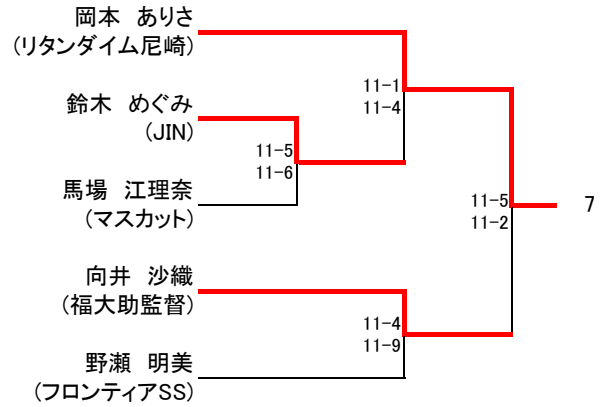 岡本 ありさ
(リタンダイム尼崎)
11-1
11-4
鈴木 めぐみ
(JIN)
11-5
11-6
馬場 江理奈
(マスカット)
11-5
11-2
7
向井 沙織
(福大助監督)
11-4
11-9
野瀬 明美
(フロンティアSS)